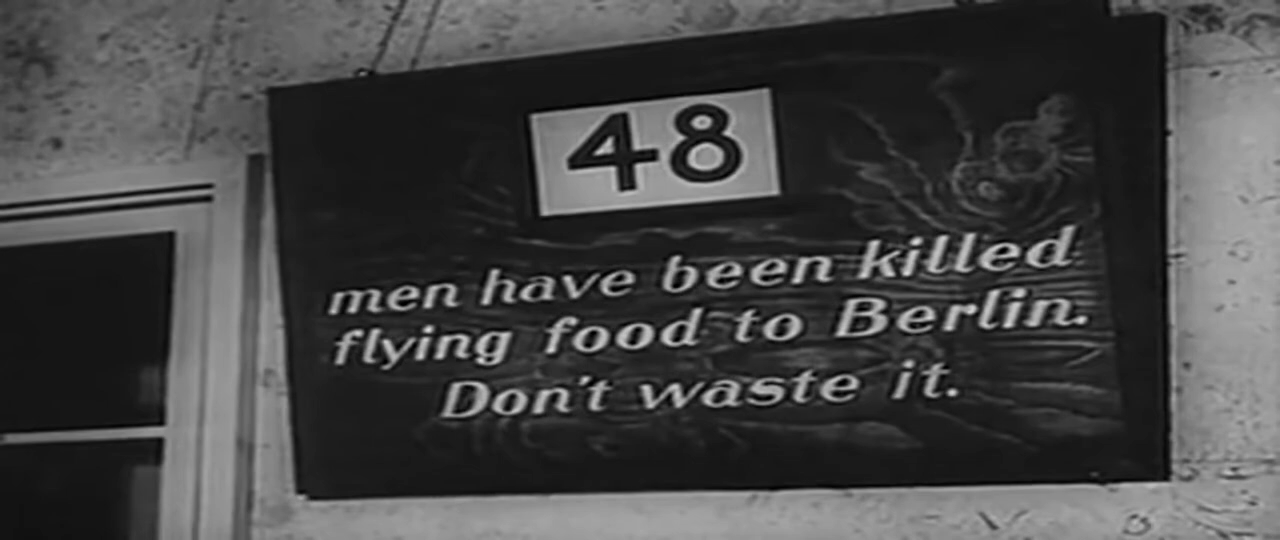 48
men have been killed
flying food to Berlin.
Don't waste it.